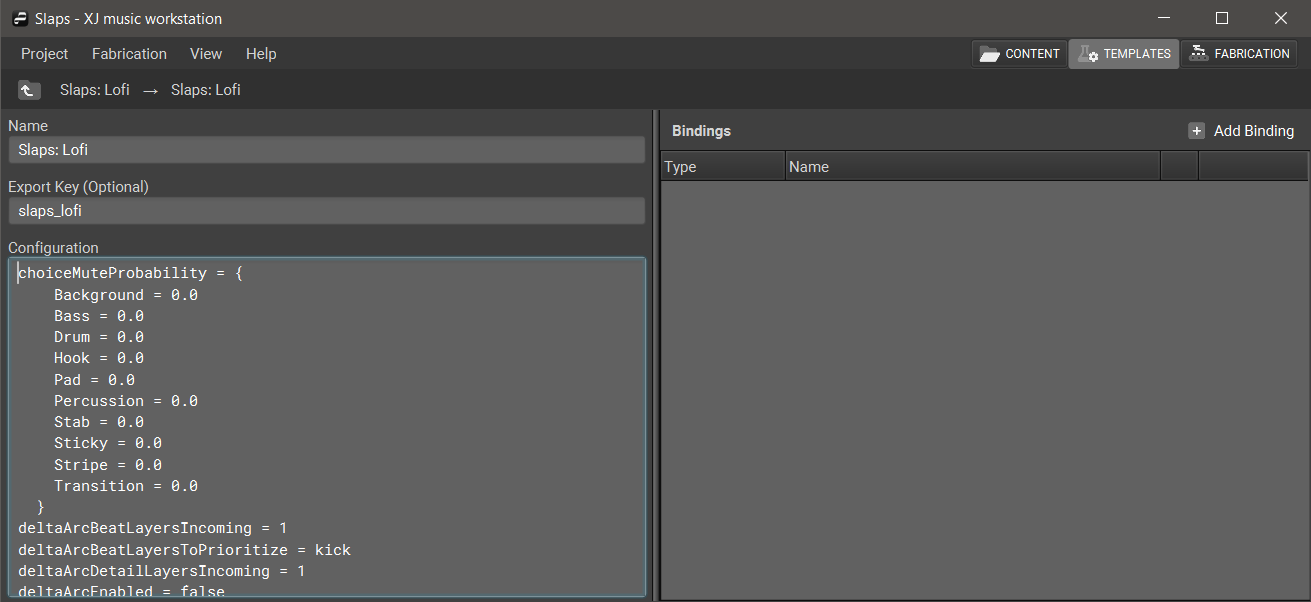 Slaps - XJ music workstation
Project Fabrication View Help CONTENT TEMPLATES FABRICATION
Slaps: Lofi → Slaps: Lofi
Name
Slaps: Lofi
Export Key (Optional)
slaps_lofi
Configuration
choiceMuteProbability = {
    Background = 0.0
    Bass = 0.0
    Drum = 0.0
    Hook = 0.0
    Pad = 0.0
    Percussion = 0.0
    Stab = 0.0
    Sticky = 0.0
    Stripe = 0.0
    Transition = 0.0
  }
deltaArcBeatLayersIncoming = 1
deltaArcBeatLayersToPrioritize = kick
deltaArcDetailLayersIncoming = 1
deltaArcEnabled = false
Bindings + Add Binding
Type Name